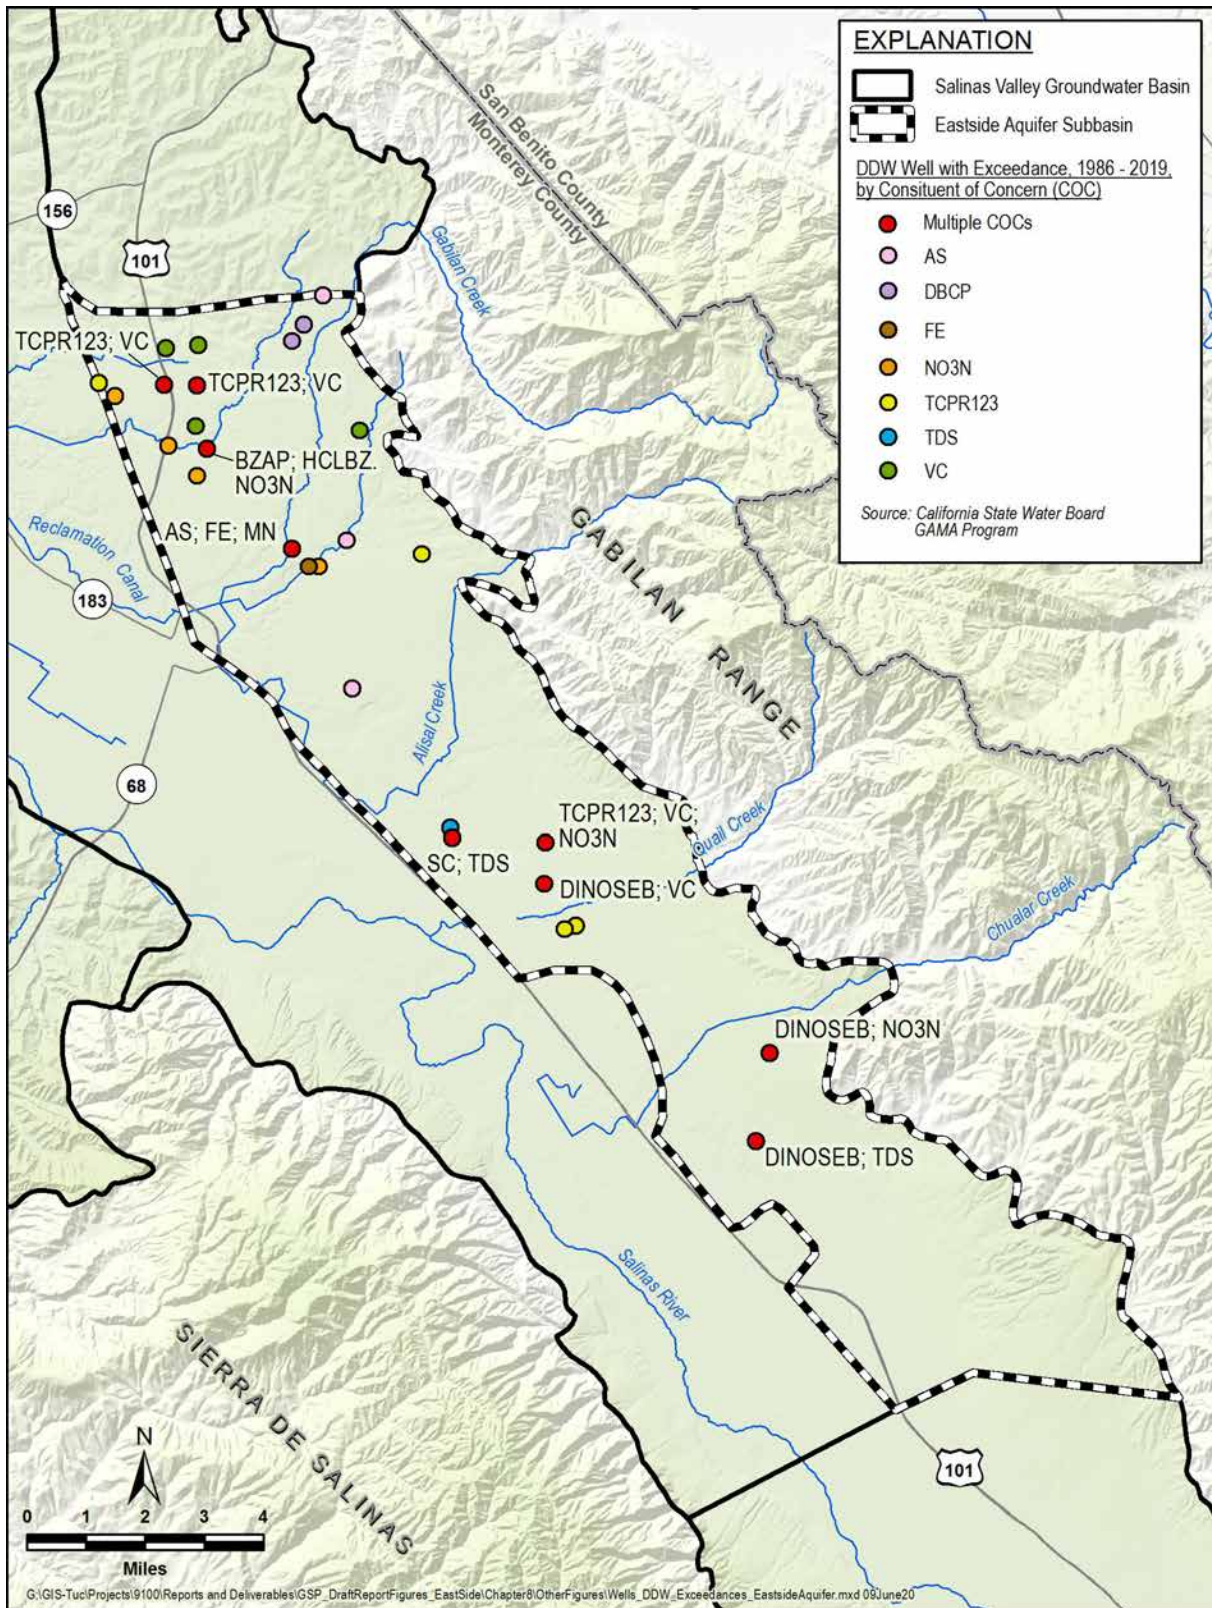 EXPLANATION
Salinas Valley Groundwater Basin
Eastside Aquifer Subbasin
DDW Well with Exceedance, 1986 - 2019,
by Consituent of Concern (COC)
Multiple COCs
AS
DBCP
FE
NO3N
TCPR123
TDS
VC
Source: California State Water Board
GAMA Program
San Benito County
Monterey County
156
101
Gabilan Creek
TCPR123; VC
TCPR123; VC
BZAP; HCLBZ.
NO3N
AS; FE; MN
Reclamation Canal
183
GABILAN RANGE
68
Alisal Creek
TCPR123; VC;
NO3N
SC; TDS
DINOSEB; VC
Quail Creek
Chualar Creek
DINOSEB; NO3N
DINOSEB; TDS
Salinas River
SIERRA DE SALINAS
101
N
0 1 2 3 4
Miles
G:\GIS-Tuc\Projects\9100\Reports and Deliverables\GSP_DraftReportFigures_EastSide\Chapter8\OtherFigures\Wells_DDW_Exceedances_EastsideAquifer.mxd 09June20